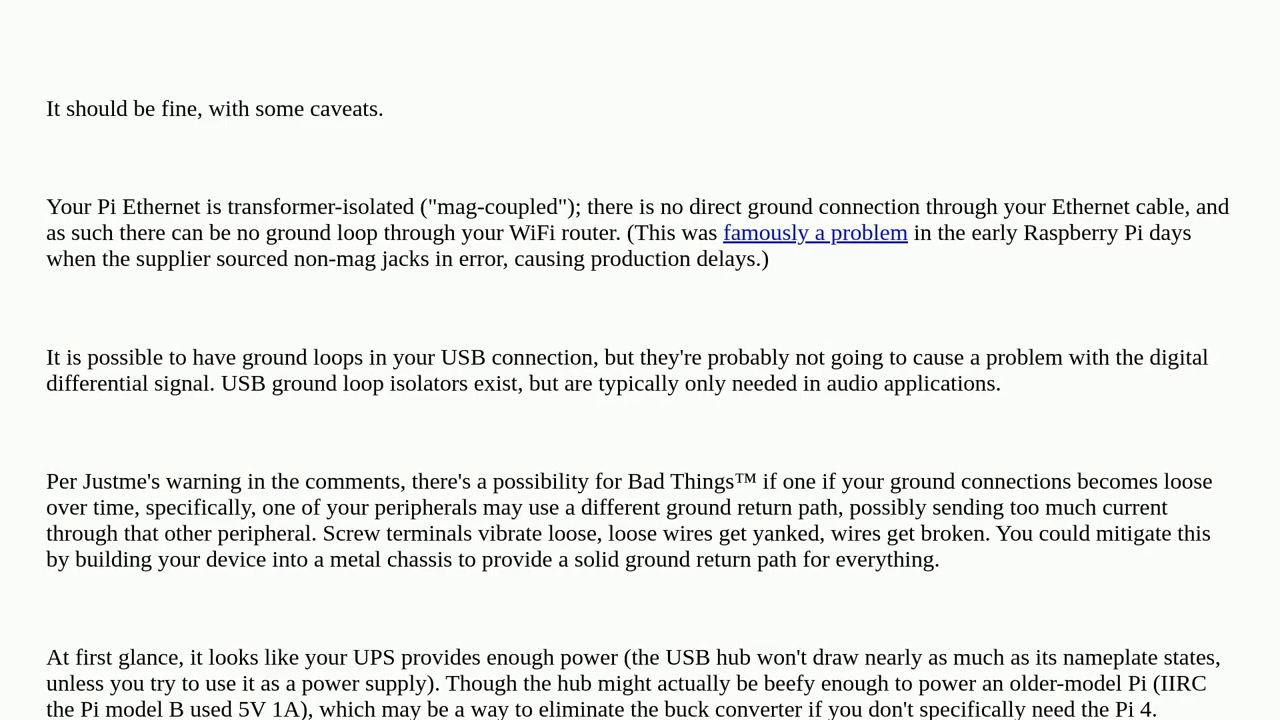 It should be fine, with some caveats.
Your Pi Ethernet is transformer-isolated ("mag-coupled"); there is no direct ground connection through your Ethernet cable, and
as such there can be no ground loop through your WiFi router. (This was famously a problem in the early Raspberry Pi days
when the supplier sourced non-mag jacks in error, causing production delays.)
It is possible to have ground loops in your USB connection, but they're probably not going to cause a problem with the digital
differential signal. USB ground loop isolators exist, but are typically only needed in audio applications.
Per Justme's warning in the comments, there's a possibility for Bad Things™ if one if your ground connections becomes loose
over time, specifically, one of your peripherals may use a different ground return path, possibly sending too much current
through that other peripheral. Screw terminals vibrate loose, loose wires get yanked, wires get broken. You could mitigate this
by building your device into a metal chassis to provide a solid ground return path for everything.
At first glance, it looks like your UPS provides enough power (the USB hub won't draw nearly as much as its nameplate states,
unless you try to use it as a power supply). Though the hub might actually be beefy enough to power an older-model Pi (IIRC
the Pi model B used 5V 1A), which may be a way to eliminate the buck converter if you don't specifically need the Pi 4.